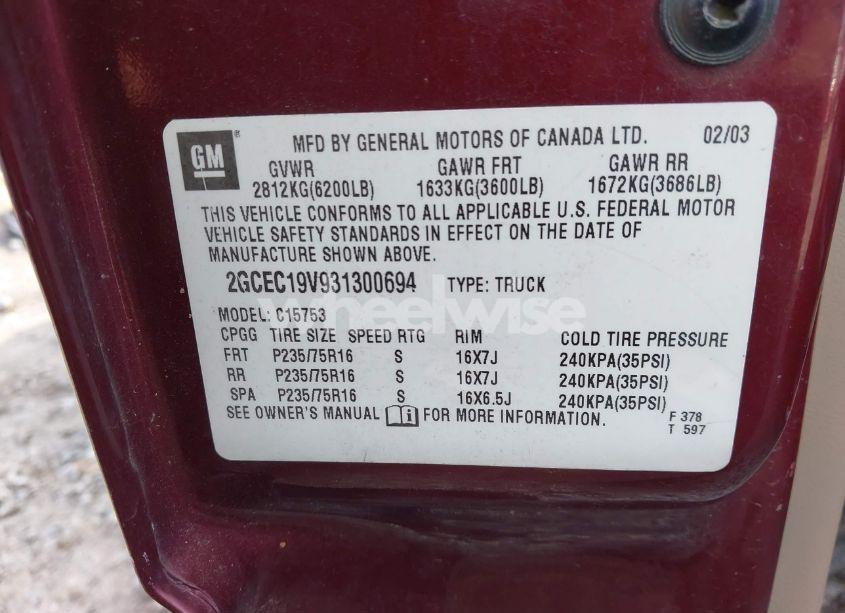 GM ® MFD BY GENERAL MOTORS OF CANADA LTD. 02/03
GVWR GAWR FRT GAWR RR
2812KG(6200LB) 1633KG(3600LB) 1672KG(3686LB)
THIS VEHICLE CONFORMS TO ALL APPLICABLE U.S. FEDERAL MOTOR
VEHICLE SAFETY STANDARDS IN EFFECT ON THE DATE OF
MANUFACTURE SHOWN ABOVE.
2GCEC19V931300694 TYPE: TRUCK
wheelwise
MODEL: C15753
CPGG TIRE SIZE SPEED RTG RIM COLD TIRE PRESSURE
FRT P235/75R16 S 16X7J 240KPA(35PSI)
RR P235/75R16 S 16X7J 240KPA(35PSI)
SPA P235/75R16 S 16X6.5J 240KPA(35PSI)
SEE OWNER'S MANUAL FOR MORE INFORMATION.
F 378
T 597